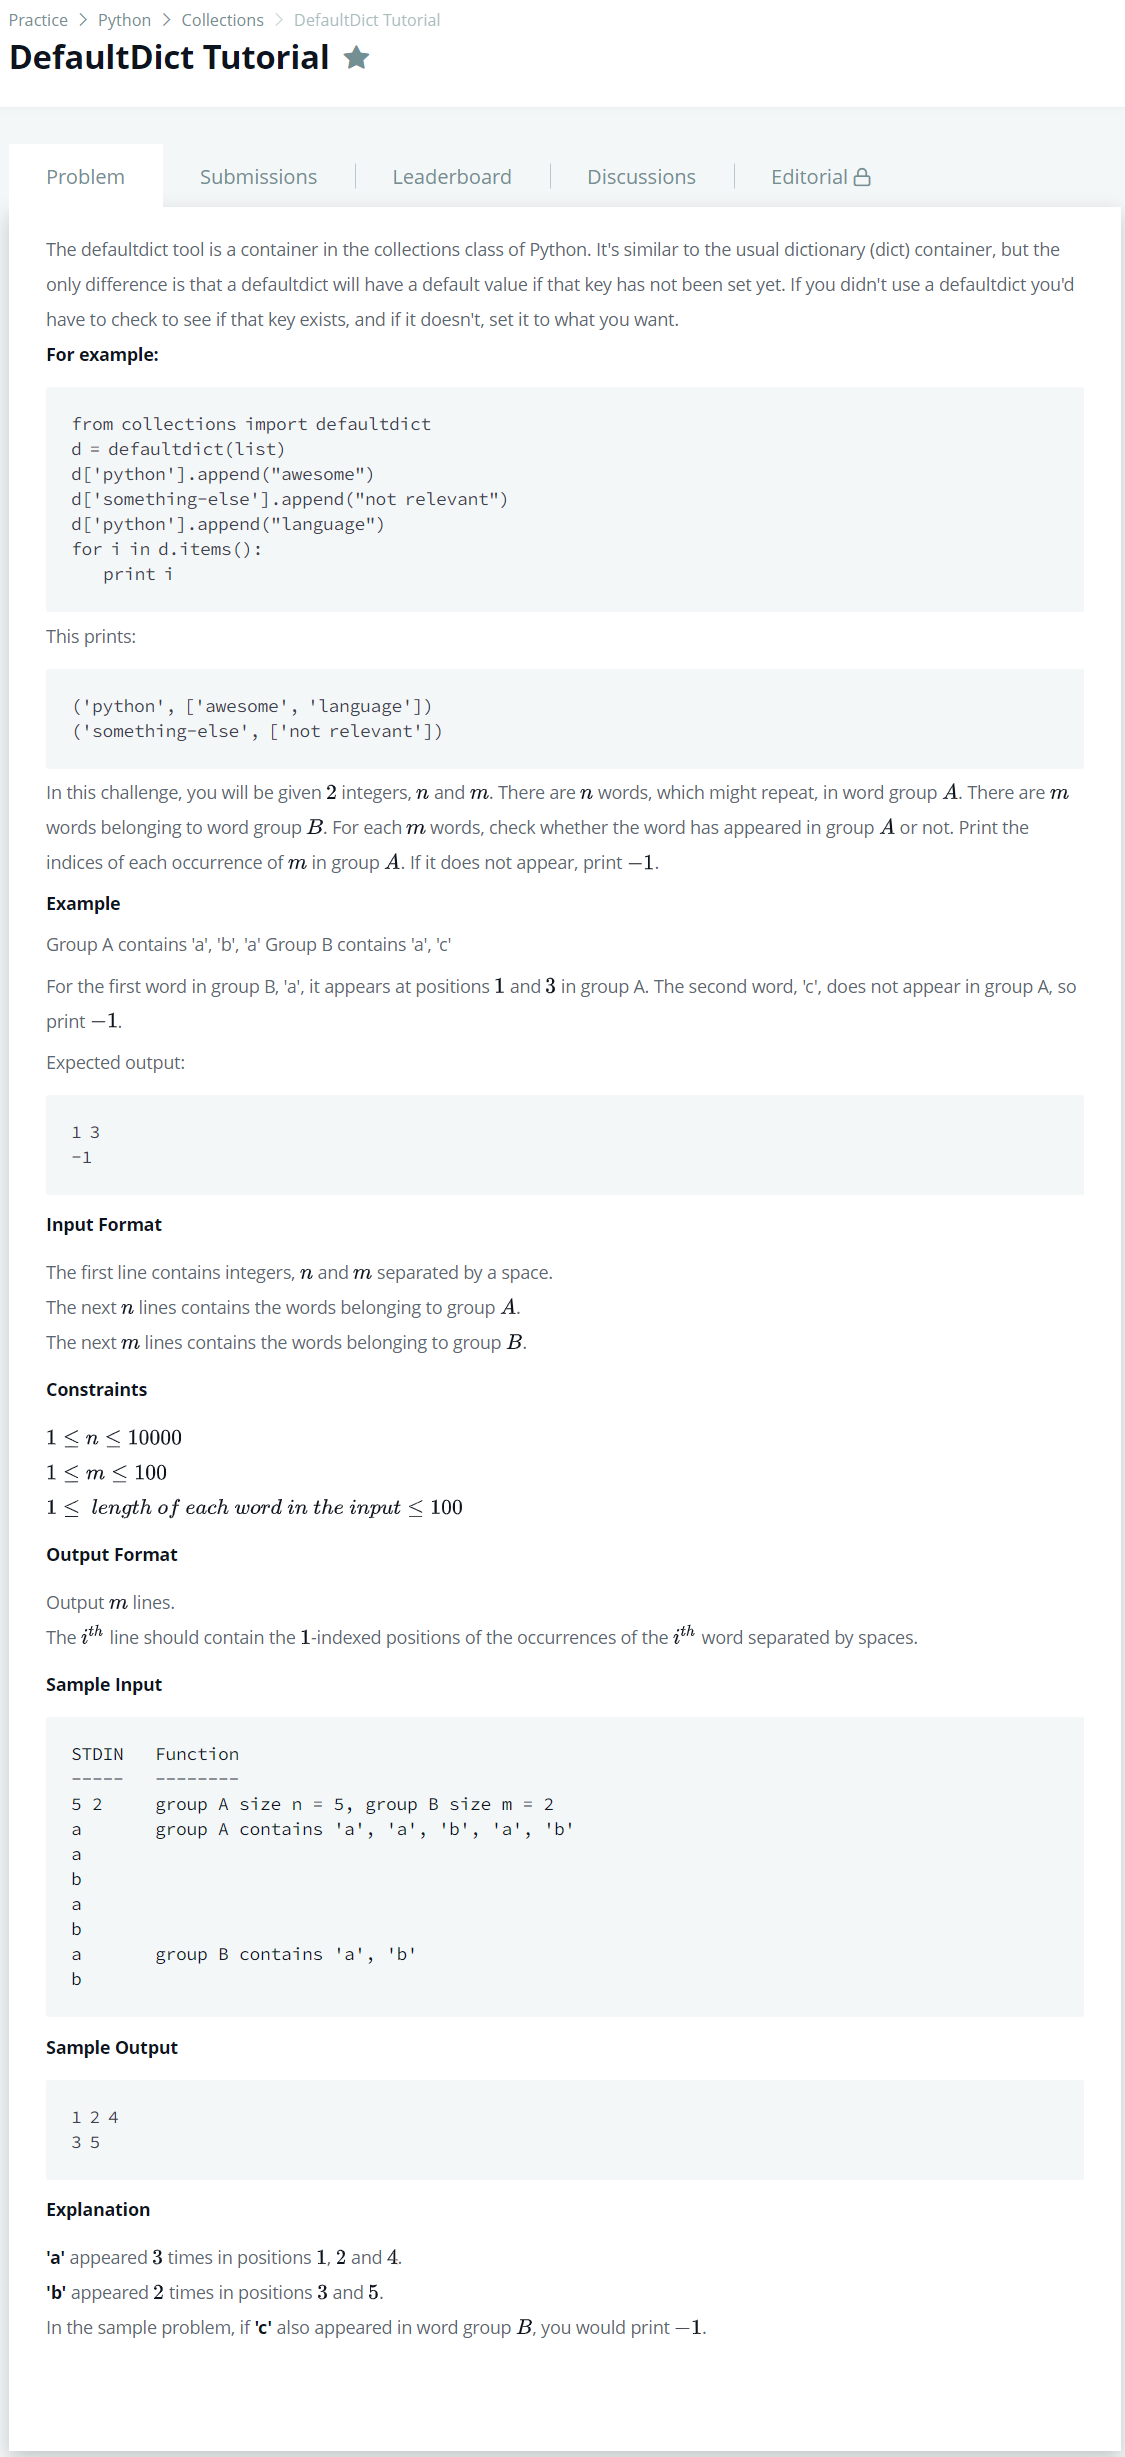 Practice > Python > Collections > DefaultDict Tutorial
DefaultDict Tutorial
Problem
Submissions
Leaderboard
Discussions
Editorial
The defaultdict tool is a container in the collections class of Python. It's similar to the usual dictionary (dict) container, but the
only difference is that a defaultdict will have a default value if that key has not been set yet. If you didn't use a defaultdict you'd
have to check to see if that key exists, and if it doesn't, set it to what you want.
For example:
from collections import defaultdict
d = defaultdict(list)
d['python'].append("awesome")
d['something-else'].append("not relevant")
d['python'].append("language")
for i in d.items():
   print i
This prints:
('python', ['awesome', 'language'])
('something-else', ['not relevant'])
In this challenge, you will be given 2 integers, n and m. There are n words, which might repeat, in word group A. There are m
words belonging to word group B. For each m words, check whether the word has appeared in group A or not. Print the
indices of each occurrence of m in group A. If it does not appear, print −1.
Example
Group A contains 'a', 'b', 'a' Group B contains 'a', 'c'
For the first word in group B, 'a', it appears at positions 1 and 3 in group A. The second word, 'c', does not appear in group A, so
print −1.
Expected output:
1 3
-1
Input Format
The first line contains integers, n and m separated by a space.
The next n lines contains the words belonging to group A.
The next m lines contains the words belonging to group B.
Constraints
1 ≤ n ≤ 10000
1 ≤ m ≤ 100
1 ≤ length of each word in the input ≤ 100
Output Format
Output m lines.
The i^th line should contain the 1-indexed positions of the occurrences of the i^th word separated by spaces.
Sample Input
STDIN   Function
-----   --------
5 2     group A size n = 5, group B size m = 2
a       group A contains 'a', 'a', 'b', 'a', 'b'
a
b
a
b
a       group B contains 'a', 'b'
b
Sample Output
1 2 4
3 5
Explanation
'a' appeared 3 times in positions 1, 2 and 4.
'b' appeared 2 times in positions 3 and 5.
In the sample problem, if 'c' also appeared in word group B, you would print −1.